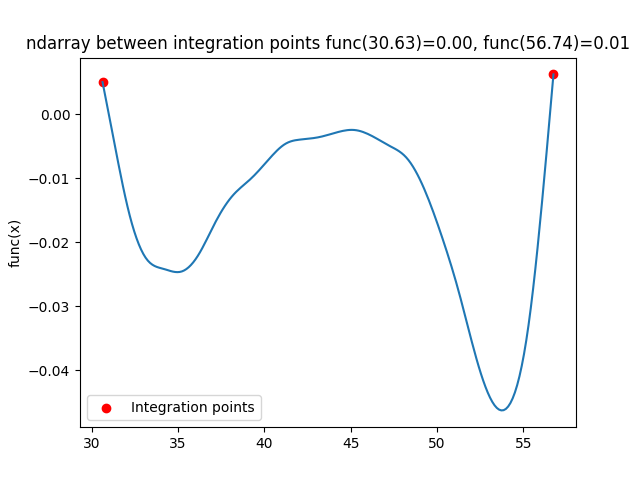 ndarray between integration points func(30.63)=0.00, func(56.74)=0.01
0.00
−0.01
−0.02
−0.03
−0.04
func(x)
Integration points
30 35 40 45 50 55